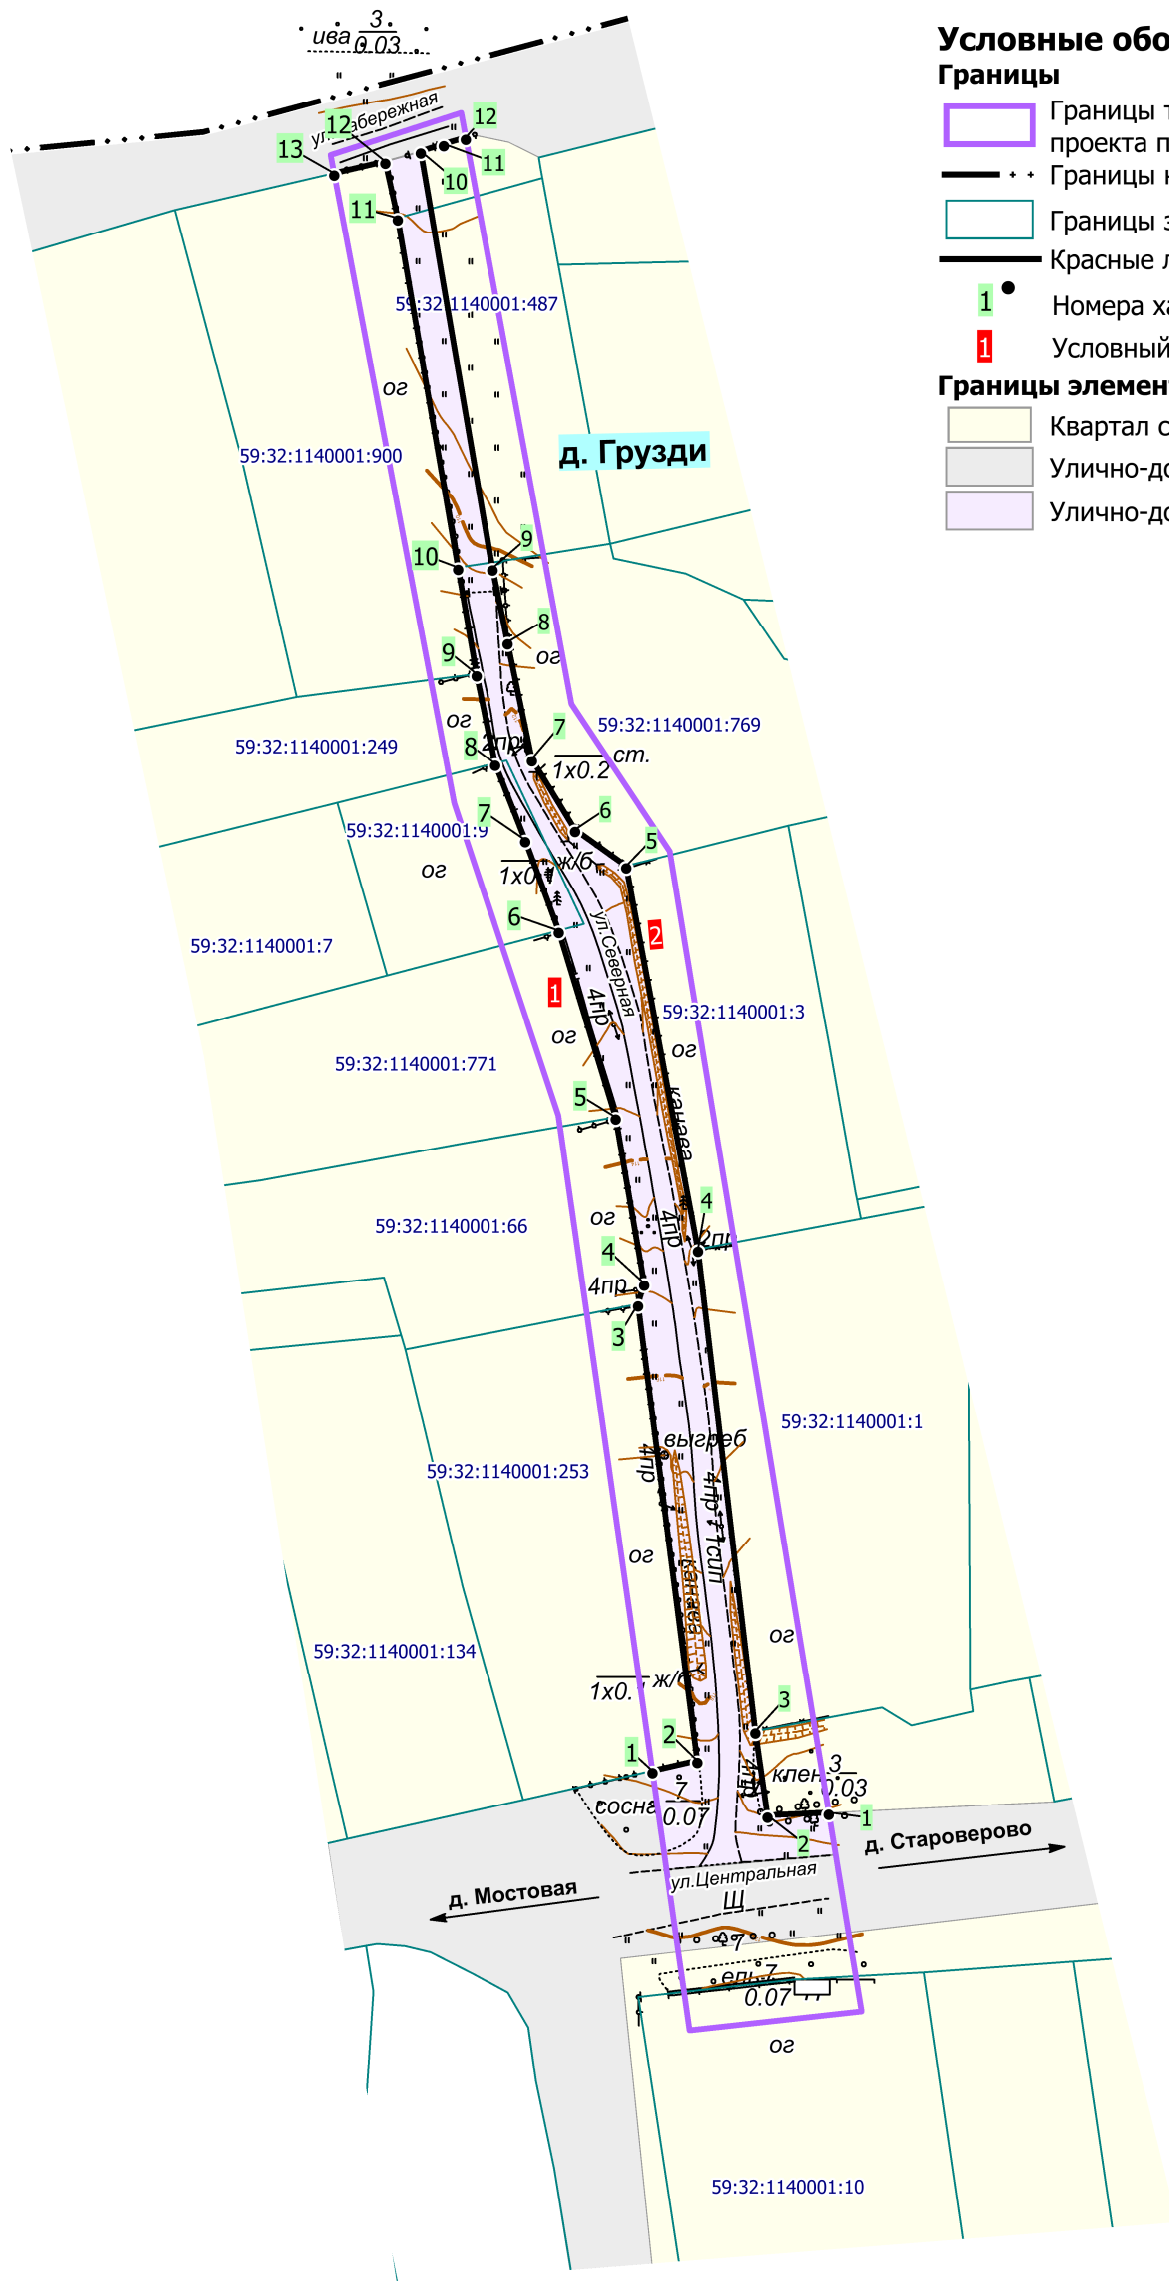 ива 3
0.03
ул.Набережная
12
12
13
11
10
11
59:32:1140001:487
ог
59:32:1140001:900
д. Грузди
9
10
8
9
ог
ог
59:32:1140001:769
59:32:1140001:249
8
2пр
7
1х0.2 ст.
7
6
59:32:1140001:9
5
ж/б
ог
6
59:32:1140001:7
ул.Северная
2
1
4пр
59:32:1140001:3
ог
ог
59:32:1140001:771
5
канава
4
59:32:1140001:66
ог
4пр
2пр
4
4пр
3
59:32:1140001:1
выгреб
4пр
59:32:1140001:253
4пр 11сип
ог
канава
ог
59:32:1140001:134
1х0. ж/б
3
2
1
4пр
клен 3
0.03
7
0.07
1
2
д. Староверово
ул.Центральная
д. Мостовая
Щ
7
ель 7
0.07
ог
59:32:1140001:10
Условные обо
Границы
Границы т
проекта п
Границы н
Границы з
Красные л
1
Номера ха
1
Условный
Границы элемен
Квартал с
Улично-до
Улично-до